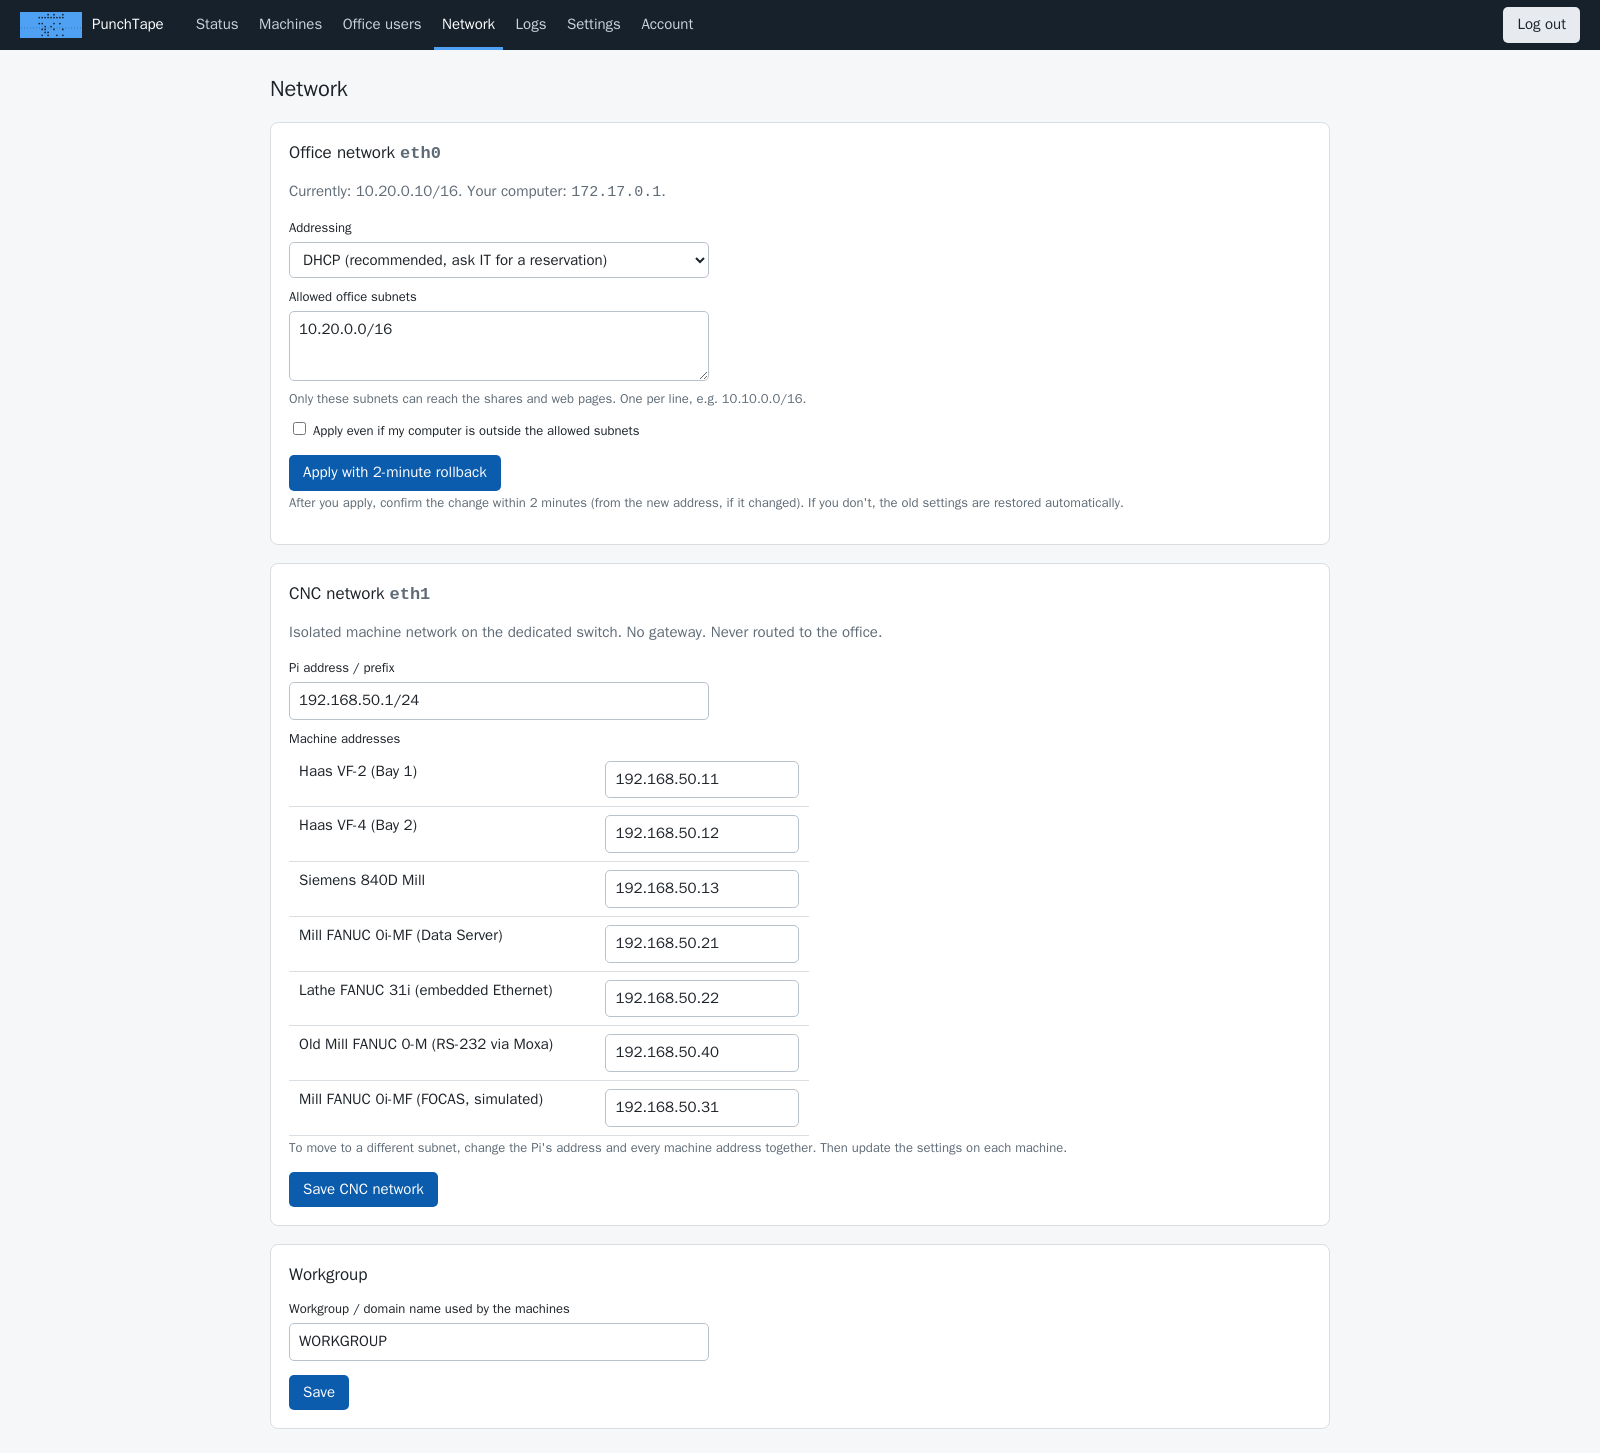 PunchTape Status Machines Office users Network Logs Settings Account Log out
Network
Office network eth0
Currently: 10.20.0.10/16. Your computer: 172.17.0.1.
Addressing
DHCP (recommended, ask IT for a reservation)
Allowed office subnets
10.20.0.0/16
Only these subnets can reach the shares and web pages. One per line, e.g. 10.10.0.0/16.
Apply even if my computer is outside the allowed subnets
Apply with 2-minute rollback
After you apply, confirm the change within 2 minutes (from the new address, if it changed). If you don't, the old settings are restored automatically.
CNC network eth1
Isolated machine network on the dedicated switch. No gateway. Never routed to the office.
Pi address / prefix
192.168.50.1/24
Machine addresses
Haas VF-2 (Bay 1) 192.168.50.11
Haas VF-4 (Bay 2) 192.168.50.12
Siemens 840D Mill 192.168.50.13
Mill FANUC 0i-MF (Data Server) 192.168.50.21
Lathe FANUC 31i (embedded Ethernet) 192.168.50.22
Old Mill FANUC 0-M (RS-232 via Moxa) 192.168.50.40
Mill FANUC 0i-MF (FOCAS, simulated) 192.168.50.31
To move to a different subnet, change the Pi's address and every machine address together. Then update the settings on each machine.
Save CNC network
Workgroup
Workgroup / domain name used by the machines
WORKGROUP
Save